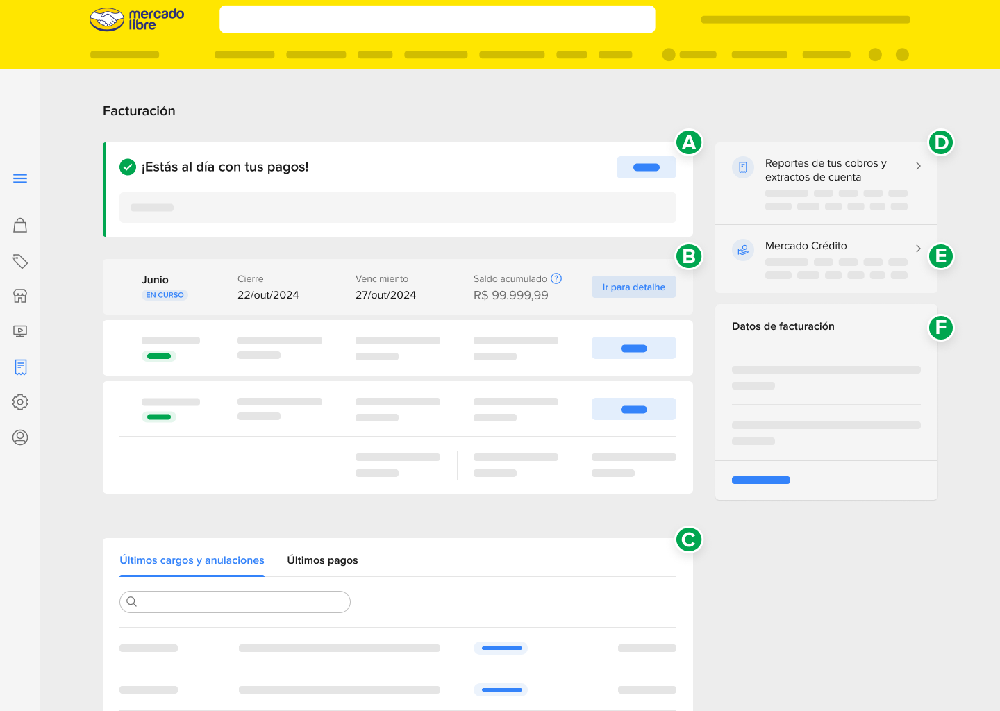 mercado
libre
Facturación
A
¡Estás al día con tus pagos!
B
Junio
EN CURSO
Cierre
22/out/2024
Vencimiento
27/out/2024
Saldo acumulado ?
R$ 99.999,99
Ir para detalhe
C
Últimos cargos y anulaciones
Últimos pagos
D
Reportes de tus cobros y
extractos de cuenta
E
Mercado Crédito
F
Datos de facturación